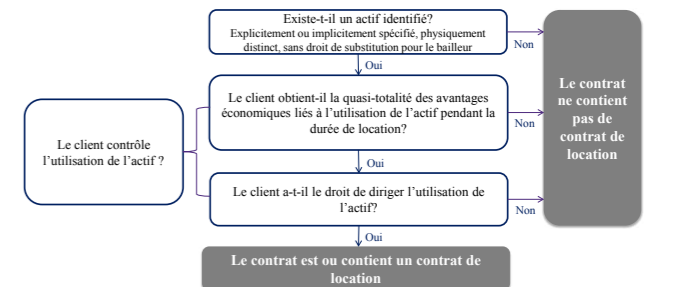 Existe-t-il un actif identifié?
Explicitement ou implicitement spécifié, physiquement
distinct, sans droit de substitution pour le bailleur
Non
Oui
Le client obtient-il la quasi-totalité des avantages
économiques liés à l'utilisation de l'actif pendant la
durée de location?
Non
Le contrat
ne contient
pas de
contrat de
location
Le client contrôle
l'utilisation de l'actif ?
Oui
Le client a-t-il le droit de diriger l'utilisation de
l'actif?
Non
Oui
Le contrat est ou contient un contrat de
location